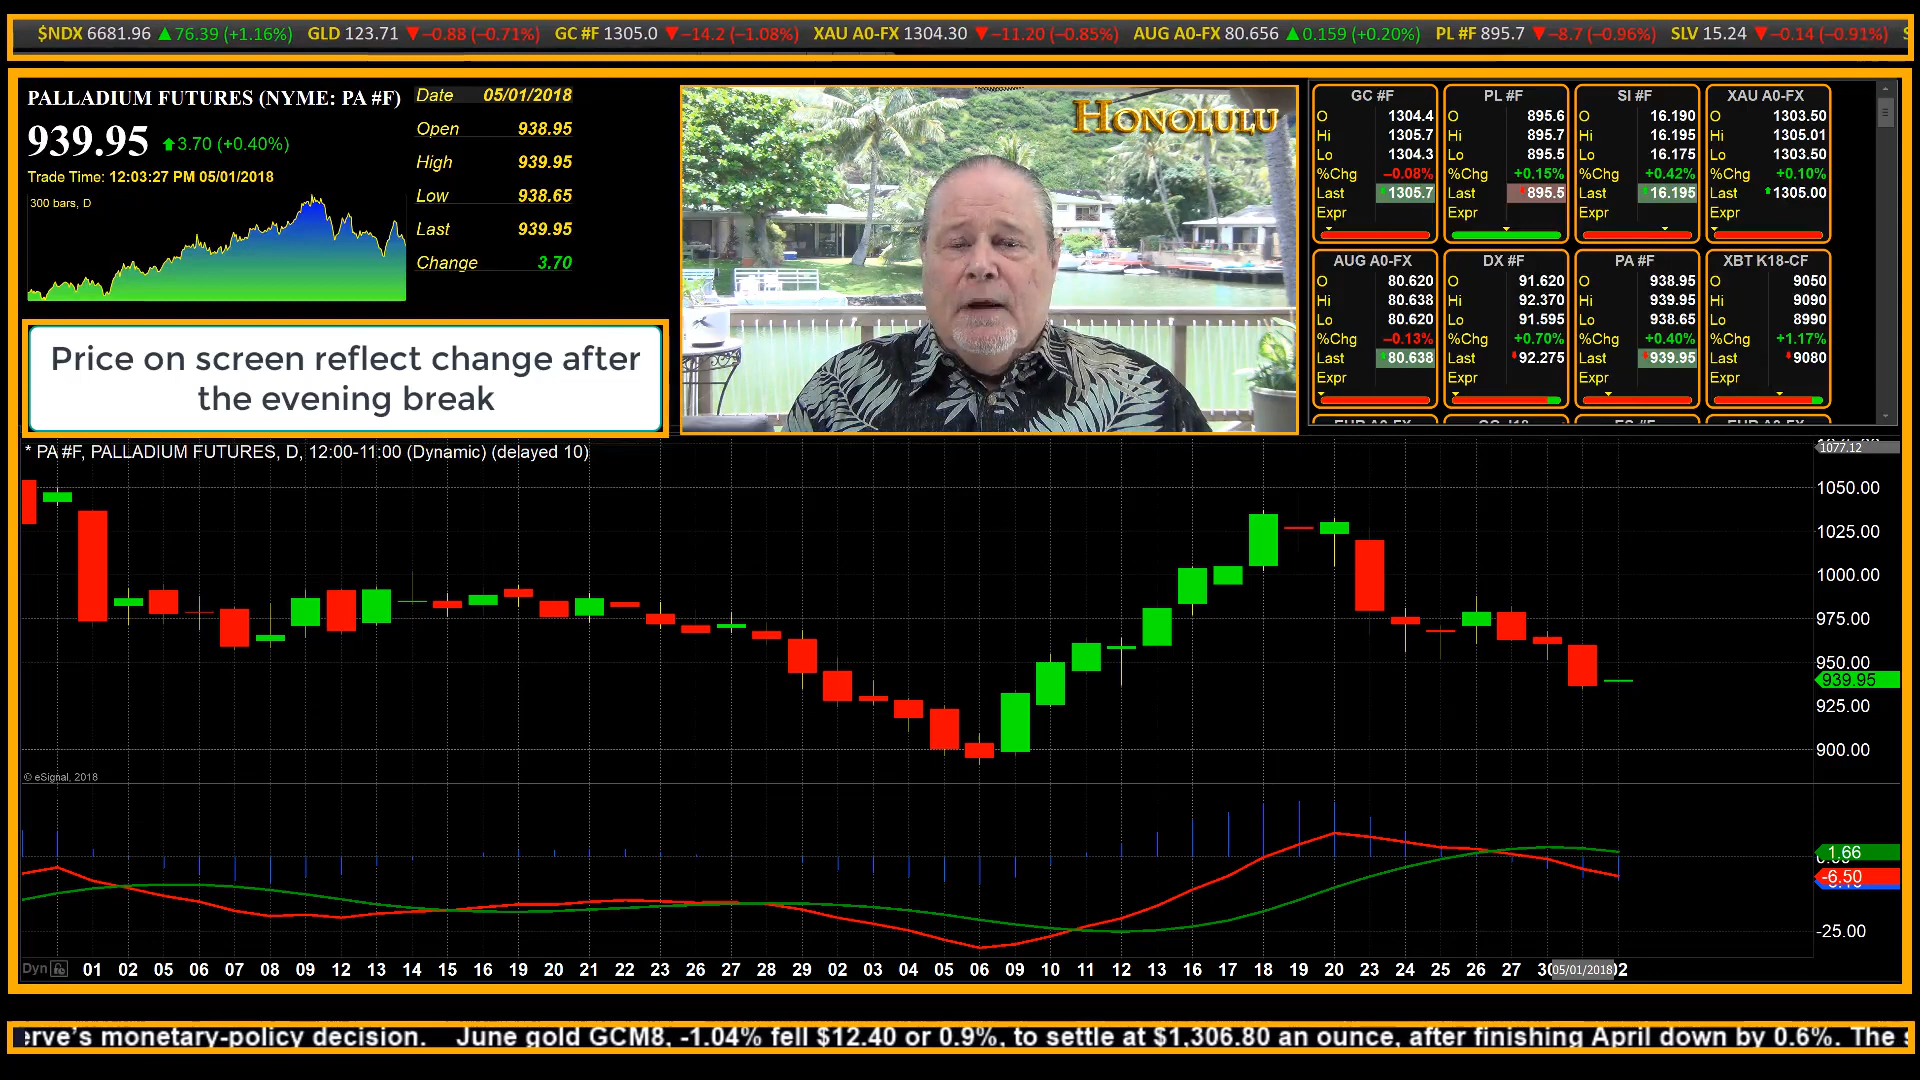 $NDX 6681.96 ▲76.39 (+1.16%) GLD 123.71 ▼−0.88 (−0.71%) GC #F 1305.0 ▼−14.2 (−1.08%) XAU A0-FX 1304.30 ▼−11.20 (−0.85%) AUG A0-FX 80.656 ▲0.159 (+0.20%) PL #F 895.7 ▼−8.7 (−0.96%) SLV 15.24 ▼−0.14 (−0.91%)
PALLADIUM FUTURES (NYME: PA #F)
939.95 3.70 (+0.40%)
Trade Time: 12:03:27 PM 05/01/2018
300 bars, D
Date 05/01/2018
Open 938.95
High 939.95
Low 938.65
Last 939.95
Change 3.70
HONOLULU
GC #F PL #F SI #F XAU A0-FX
O 1304.4 O 895.6 O 16.190 O 1303.50
Hi 1305.7 Hi 895.7 Hi 16.195 Hi 1305.01
Lo 1304.3 Lo 895.5 Lo 16.175 Lo 1303.50
%Chg −0.08% %Chg +0.15% %Chg +0.42% %Chg +0.10%
Last 1305.7 Last 895.5 Last 16.195 Last 1305.00
Expr Expr Expr Expr
AUG A0-FX DX #F PA #F XBT K18-CF
O 80.620 O 91.620 O 938.95 O 9050
Hi 80.638 Hi 92.370 Hi 939.95 Hi 9090
Lo 80.620 Lo 91.595 Lo 938.65 Lo 8990
%Chg −0.13% %Chg +0.70% %Chg +0.40% %Chg +1.17%
Last 80.638 Last 92.275 Last 939.95 Last 9080
Expr Expr Expr Expr
Price on screen reflect change after
the evening break
* PA #F, PALLADIUM FUTURES, D, 12:00-11:00 (Dynamic) (delayed 10)
1077.12
1050.00
1025.00
1000.00
975.00
950.00
939.95
925.00
900.00
© eSignal, 2018
1.66
-6.50
-25.00
Dyn 01 02 05 06 07 08 09 12 13 14 15 16 19 20 21 22 23 26 27 28 29 02 03 04 05 06 09 10 11 12 13 16 17 18 19 20 23 24 25 26 27 30 05/01/2018 02
erve's monetary-policy decision. June gold GCM8, -1.04% fell $12.40 or 0.9%, to settle at $1,306.80 an ounce, after finishing April down by 0.6%. The s